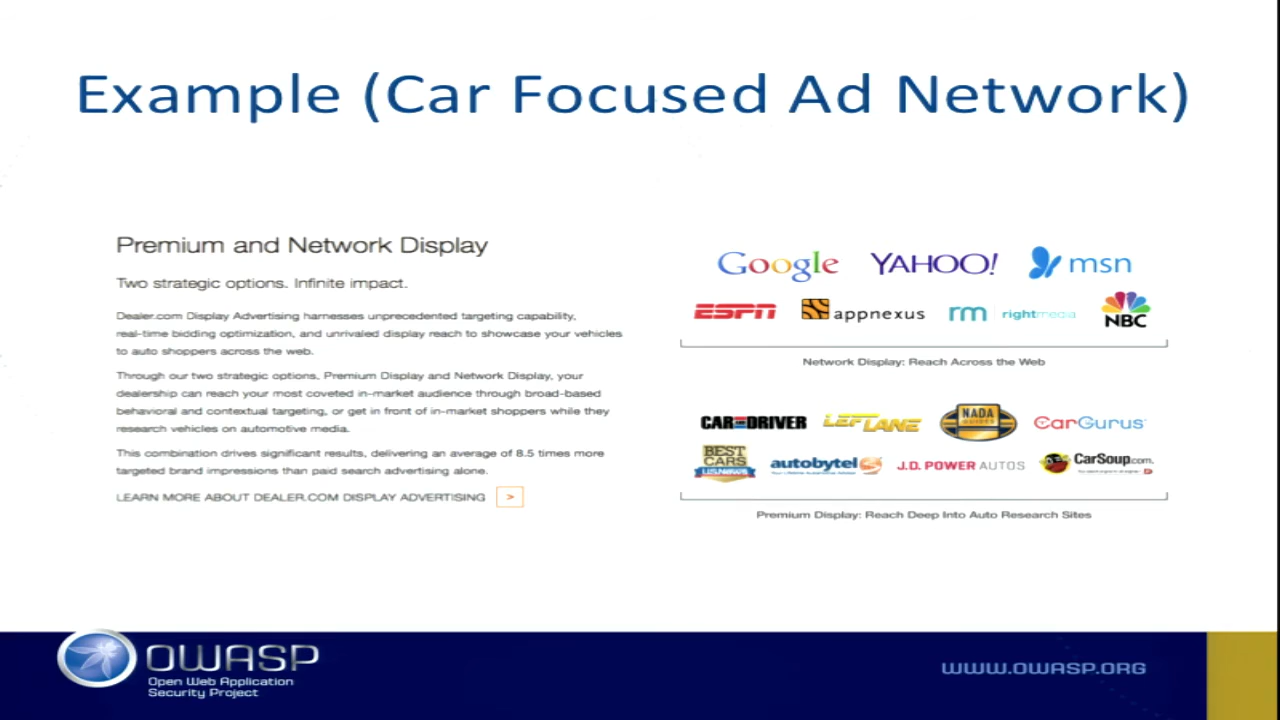 Example (Car Focused Ad Network)
Premium and Network Display
Two strategic options. Infinite impact.
Dealer.com Display Advertising harnesses unprecedented targeting capability,
real-time bidding optimization, and unrivaled display reach to showcase your vehicles
to auto shoppers across the web.
Through our two strategic options, Premium Display and Network Display, your
dealership can reach your most coveted in-market audience through broad-based
behavioral and contextual targeting, or get in front of in-market shoppers while they
research vehicles on automotive media.
This combination drives significant results, delivering an average of 8.5 times more
targeted brand impressions than paid search advertising alone.
LEARN MORE ABOUT DEALER.COM DISPLAY ADVERTISING >
Google YAHOO! msn
ESPN appnexus rm rightmedia NBC
Network Display: Reach Across the Web
CAR AND DRIVER LEFTLANE NADA GUIDES CarGurus
BEST CARS U.S. News autobytel J.D. POWER AUTOS CarSoup.com
Premium Display: Reach Deep Into Auto Research Sites
OWASP
Open Web Application
Security Project
WWW.OWASP.ORG